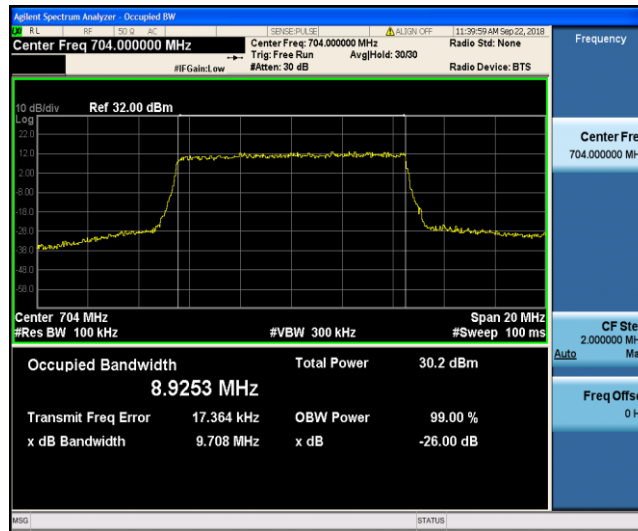 Agilent Spectrum Analyzer - Occupied BW
RL RF 50 Ω AC SENSE:PULSE ALIGN OFF 11:39:59 AM Sep 22, 2018
Center Freq 704.000000 MHz
Center Freq: 704.000000 MHz
Radio Std: None
Trig: Free Run Avg|Hold: 30/30
#IFGain:Low #Atten: 30 dB Radio Device: BTS
Frequency
10 dB/div Ref 32.00 dBm
Log
22.0
12.0
2.00
-8.00
-18.0
-28.0
-38.0
-48.0
-58.0
Center Fre
704.000000 MH
Center 704 MHz Span 20 MHz
#Res BW 100 kHz #VBW 300 kHz #Sweep 100 ms
CF Ste
2.000000 MH
Auto Ma
Occupied Bandwidth Total Power 30.2 dBm
8.9253 MHz
Transmit Freq Error 17.364 kHz OBW Power 99.00 %
x dB Bandwidth 9.708 MHz x dB -26.00 dB
Freq Offse
0 H
MSG STATUS